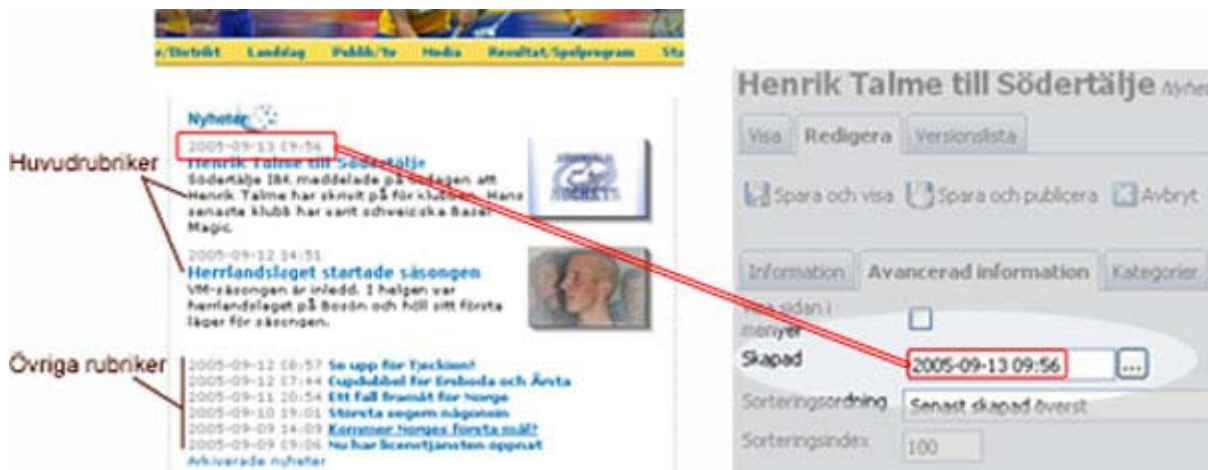 r/Distrikt Landslag Publik/Tv Media Resultat/Spelprogram
Nyheter
2005-09-13 09:56
Henrik Talme till Södertälje
Södertälje IBK meddelade på tisdagen att
Henrik Talme har skrivit på för klubben. Hans
senaste klubb har varit schweiziska Basel
Magic.
2005-09-12 14:51
Herrlandslaget startade säsongen
VM-säsongen är inledd. I helgen var
herrlandslaget på Bosön och höll sitt första
läger för säsongen.
2005-09-12 08:57 Se upp för Tjeckien!
2005-09-12 07:44 Cupdubbel för Ersboda och Årsta
2005-09-11 20:54 Ett fall framåt för Norge
2005-09-10 19:01 Största segern någonsin
2005-09-09 14:09 Kommer Norges första mål?
2005-09-09 09:06 Nu har licenstjänsten öppnat
Arkiverade nyheter
Huvudrubriker
Övriga rubriker
Henrik Talme till Södertälje
Visa Redigera Versionslista
Spara och visa Spara och publicera Avbryt
Information Avancerad information Kategorier
Visa sidan i
menyer
Skapad 2005-09-13 09:56 ...
Sorteringsordning Senast skapad överst
Sorteringsindex 100